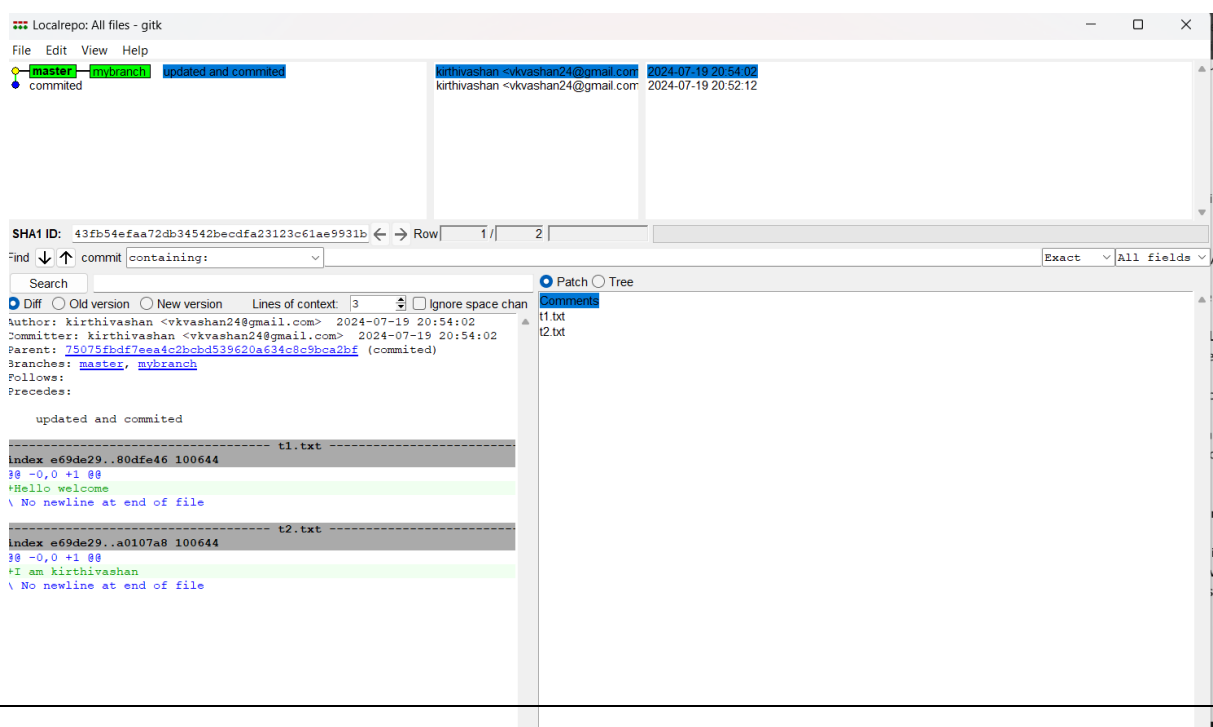 Localrepo: All files - gitk
File Edit View Help
master mybranch updated and commited kirthivashan <vkvashan24@gmail.com 2024-07-19 20:54:02
commited kirthivashan <vkvashan24@gmail.com 2024-07-19 20:52:12
SHA1 ID: 43fb54efaa72db34542becdfa23123c61ae9931b Row 1 / 2
Find commit containing: Exact All fields
Search Patch Tree
Diff Old version New version Lines of context: 3 Ignore space chan
Comments
t1.txt
t2.txt
Author: kirthivashan <vkvashan24@gmail.com> 2024-07-19 20:54:02
Committer: kirthivashan <vkvashan24@gmail.com> 2024-07-19 20:54:02
Parent: 75075fbdf7eea4c2bcbd539620a634c8c9bca2bf (commited)
Branches: master, mybranch
Follows:
Precedes:
updated and commited
---------------------------------- t1.txt ------------------------
index e69de29..80dfe46 100644
@@ -0,0 +1 @@
+Hello welcome
\ No newline at end of file
---------------------------------- t2.txt ------------------------
index e69de29..a0107a8 100644
@@ -0,0 +1 @@
+I am kirthivashan
\ No newline at end of file